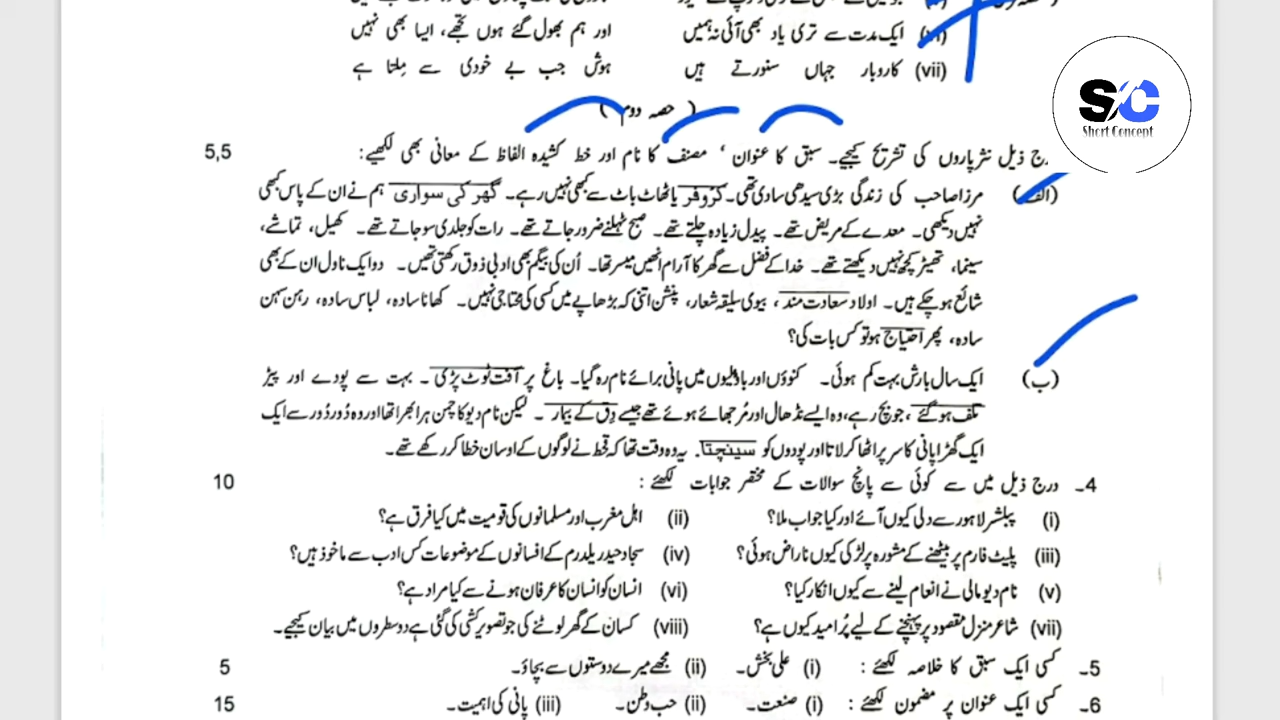 (vi) ایک مدت سے تری یاد بھی آئی نہ ہمیں اور ہم بھول گئے ہوں تجھے، ایسا بھی نہیں
(vii) کاروبار جہاں سنورتے ہیں ہوش جب بے خودی سے ملتا ہے
( حصہ دوم )
درج ذیل نثرپاروں کی تشریح کیجیے۔ سبق کا عنوان ، مصنف کا نام اور خط کشیدہ الفاظ کے معانی بھی لکھیے: 5,5
(الف) مرزا صاحب کی زندگی بڑی سیدھی سادی تھی۔ کروفر یا ٹھاٹ باٹ سے کبھی نہیں رہے۔ گھر کی سواری ہم نے ان کے پاس کبھی
نہیں دیکھی۔ معدے کے مریض تھے۔ پیدل زیادہ چلتے تھے۔ صبح ٹہلنے ضرور جاتے تھے۔ رات کو جلدی سو جاتے تھے۔ کھیل، تماشے،
سینما، تھیٹر کچھ نہیں دیکھتے تھے۔ خدا کے فضل سے گھر کا آرام انھیں میسر تھا۔ اُن کی بیگم بھی ادبی ذوق رکھتی تھیں۔ دو ایک ناول ان کے بھی
شائع ہو چکے ہیں۔ اولاد سعادت مند، بیوی سلیقہ شعار، پنشن اتنی کہ بڑھاپے میں کسی کی محتاجی نہیں۔ کھانا سادہ، لباس سادہ، رہن سہن
سادہ، پھر احتیاج ہو تو کس بات کی؟
(ب) ایک سال بارش بہت کم ہوئی۔ کنوؤں اور باؤلیوں میں پانی برائے نام رہ گیا۔ باغ پر آفت ٹوٹ پڑی۔ بہت سے پودے اور پیڑ
تلف ہو گئے، جو بچ رہے، وہ ایسے نڈھال اور مُرجھائے ہوئے تھے جیسے دِق کے بیمار۔ لیکن نام دیو کا چمن ہرا بھرا تھا اور وہ دُور دُور سے ایک
ایک گھڑا پانی کا سر پر اٹھا کر لاتا اور پودوں کو سینچتا۔ یہ وہ وقت تھا کہ قحط نے لوگوں کے اوسان خطا کر رکھے تھے۔
4۔ درج ذیل میں سے کوئی سے پانچ سوالات کے مختصر جوابات لکھئے : 10
(i) پبلشر لاہور سے دلی کیوں آئے اور کیا جواب ملا؟ (ii) اہل مغرب اور مسلمانوں کی قومیت میں کیا فرق ہے؟
(iii) پلیٹ فارم پر بیٹھنے کے مشورہ پر لڑکی کیوں ناراض ہوئی؟ (iv) سجاد حیدر یلدرم کے افسانوں کے موضوعات کس ادب سے ماخوذ ہیں؟
(v) نام دیو مالی نے انعام لینے سے کیوں انکار کیا؟ (vi) انسان کو انسان کا عرفان ہونے سے کیا مراد ہے؟
(vii) شاعر منزل مقصود پر پہنچنے کے لیے پُر امید کیوں ہے؟ (viii) کسان کے گھر لوٹنے کی جو تصویر کشی کی گئی ہے دو سطروں میں بیان کیجیے۔
5۔ کسی ایک سبق کا خلاصہ لکھئے : (i) علی بخش۔ (ii) مجھے میرے دوستوں سے بچاؤ۔ 5
6۔ کسی ایک عنوان پر مضمون لکھئے : (i) صنعت۔ (ii) حب وطن۔ (iii) پانی کی اہمیت۔ 15
S/C
Short Concept